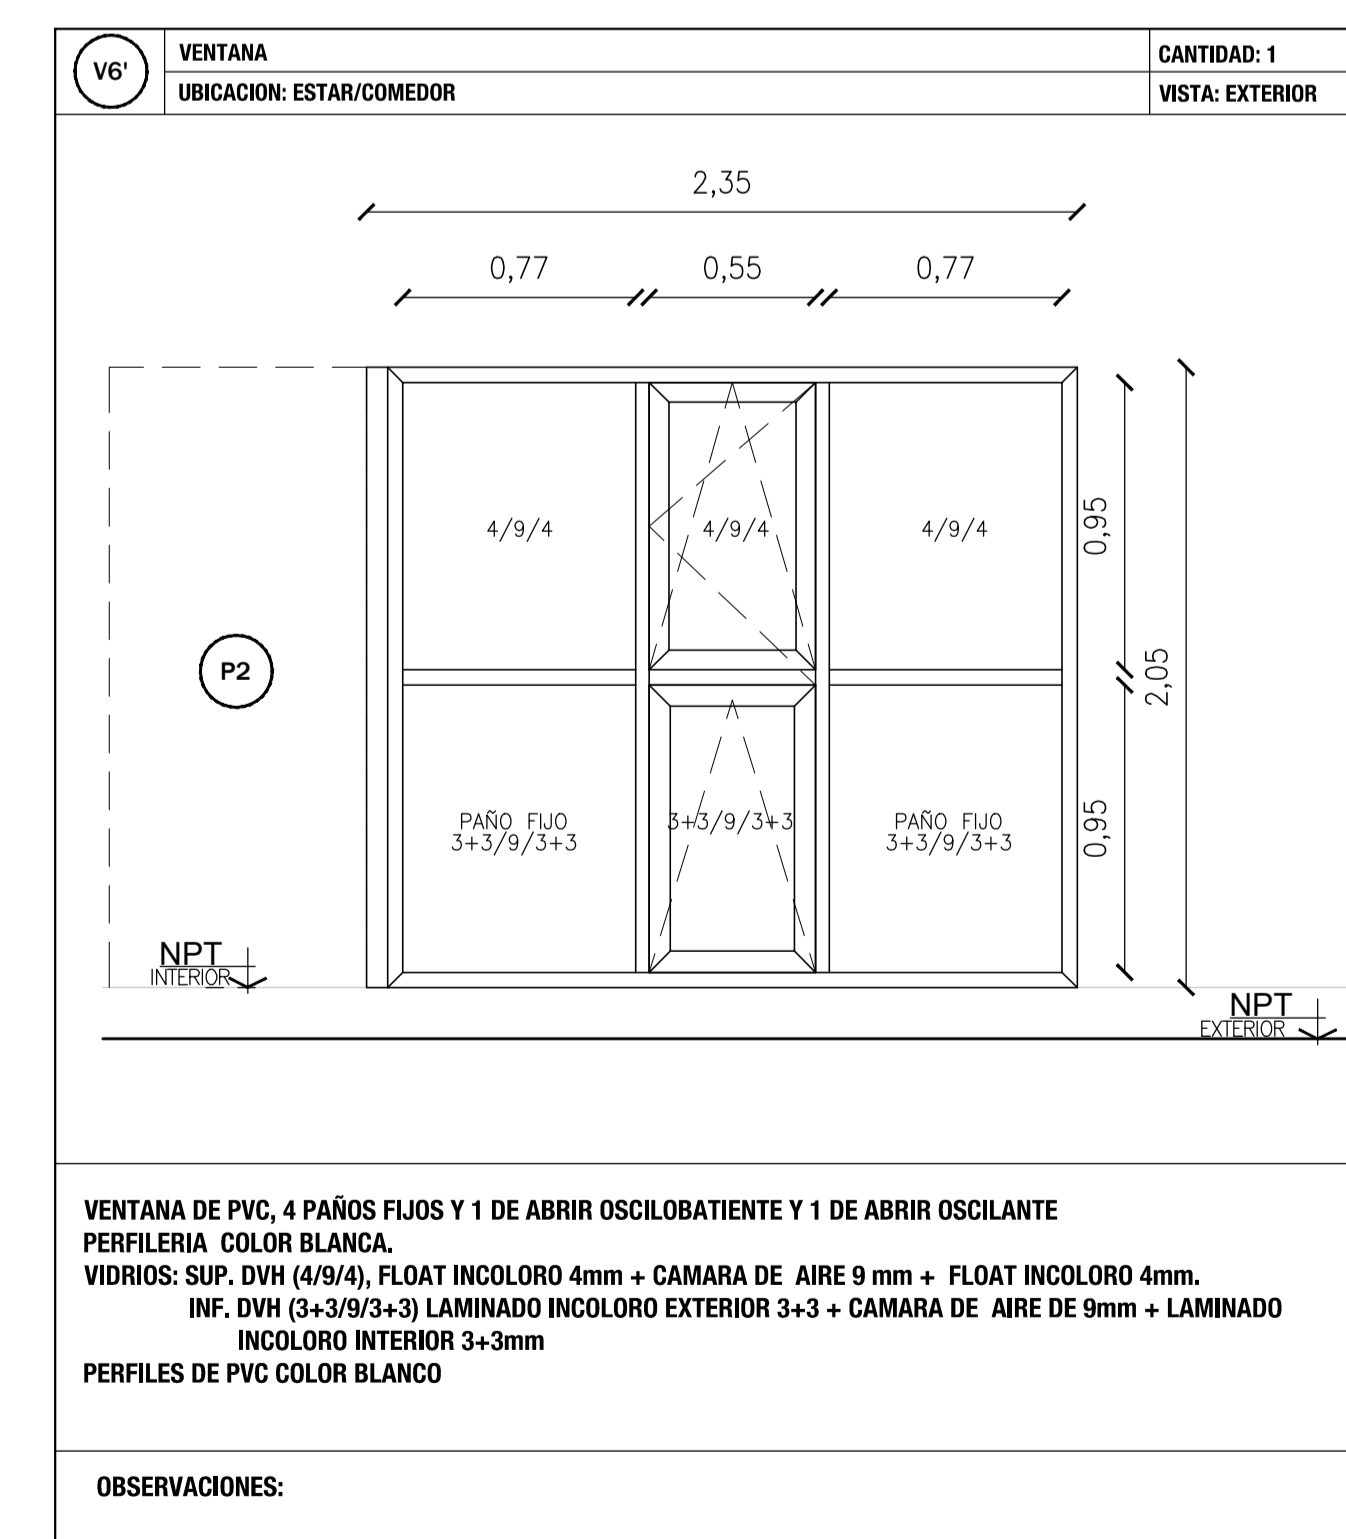 V6'
VENTANA
CANTIDAD: 1
UBICACION: ESTAR/COMEDOR
VISTA: EXTERIOR
2,35
0,77
0,55
0,77
4/9/4
4/9/4
4/9/4
0,95
2,05
P2
PAÑO FIJO
3+3/9/3+3
3+3/9/3+3
PAÑO FIJO
3+3/9/3+3
0,95
NPT
INTERIOR
NPT
EXTERIOR
VENTANA DE PVC, 4 PAÑOS FIJOS Y 1 DE ABRIR OSCILOBATIENTE Y 1 DE ABRIR OSCILANTE
PERFILERIA COLOR BLANCA.
VIDRIOS: SUP. DVH (4/9/4), FLOAT INCOLORO 4mm + CAMARA DE AIRE 9 mm + FLOAT INCOLORO 4mm.
INF. DVH (3+3/9/3+3) LAMINADO INCOLORO EXTERIOR 3+3 + CAMARA DE AIRE DE 9mm + LAMINADO
INCOLORO INTERIOR 3+3mm
PERFILES DE PVC COLOR BLANCO
OBSERVACIONES: